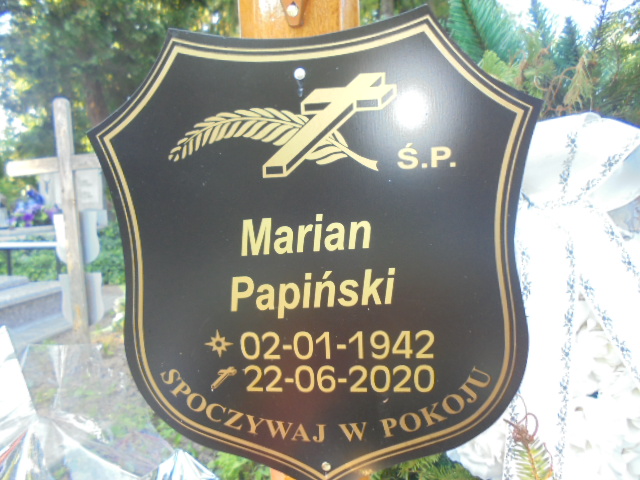 Ś.P.
Marian
Papiński
02-01-1942
22-06-2020
SPOCZYWAJ W POKOJU